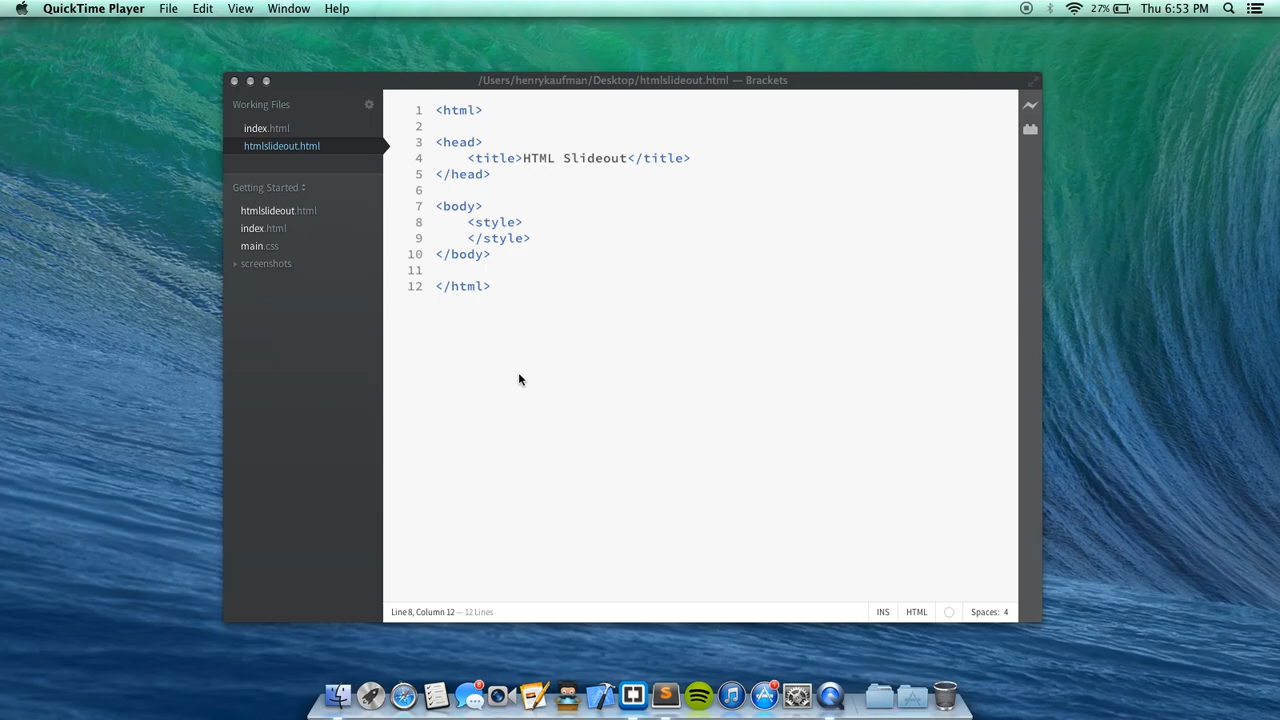 QuickTime Player File Edit View Window Help 27% Thu 6:53 PM
/Users/henrykaufman/Desktop/htmlslideout.html — Brackets
Working Files
index.html
htmlslideout.html
Getting Started
htmlslideout.html
index.html
main.css
screenshots
1 <html>
2
3 <head>
4 <title>HTML Slideout</title>
5 </head>
6
7 <body>
8 <style>
9 </style>
10 </body>
11
12 </html>
Line 8, Column 12 — 12 Lines INS HTML Spaces: 4